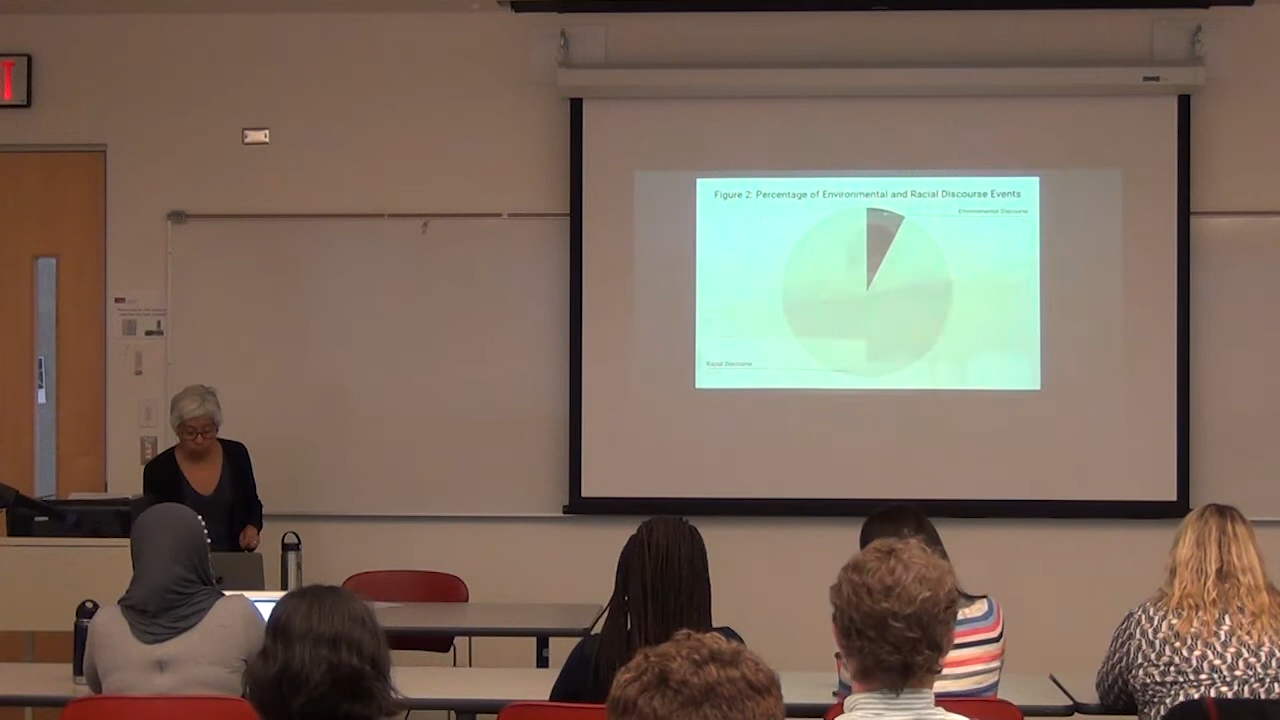 Figure 2: Percentage of Environmental and Racial Discourse Events
Environmental Discourse
Racial Discourse